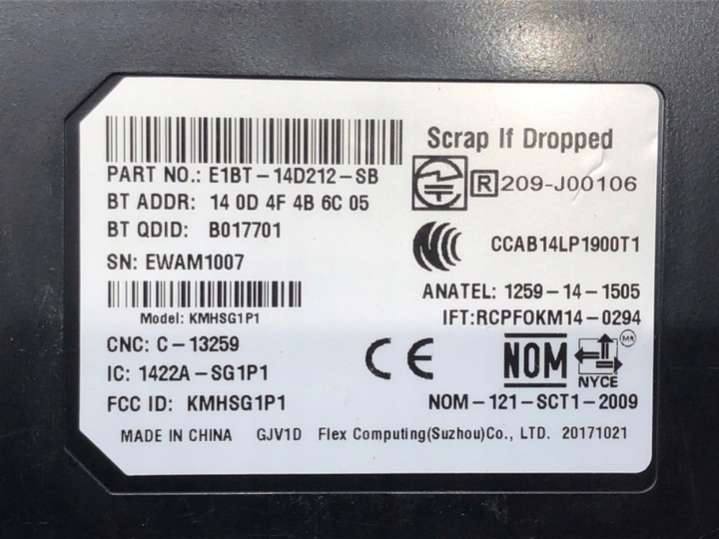 Scrap If Dropped
PART NO.: E1BT-14D212-SB
R 209-J00106
BT ADDR: 14 0D 4F 4B 6C 05
BT QDID: B017701
CCAB14LP1900T1
SN: EWAM1007
ANATEL: 1259-14-1505
Model: KMHSG1P1
IFT:RCPFOKM14-0294
CNC: C-13259
CE
NOM
NYCE
IC: 1422A-SG1P1
FCC ID: KMHSG1P1
NOM-121-SCT1-2009
MADE IN CHINA GJV1D Flex Computing(Suzhou)Co., LTD. 20171021